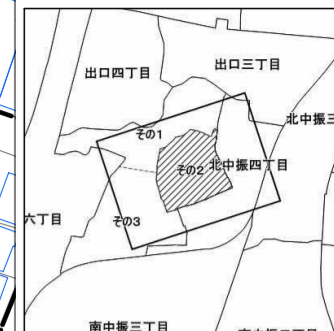 出口三丁目
出口四丁目
北中振三
その1
北中振四丁目
その2
六丁目
その3
南中振三丁目